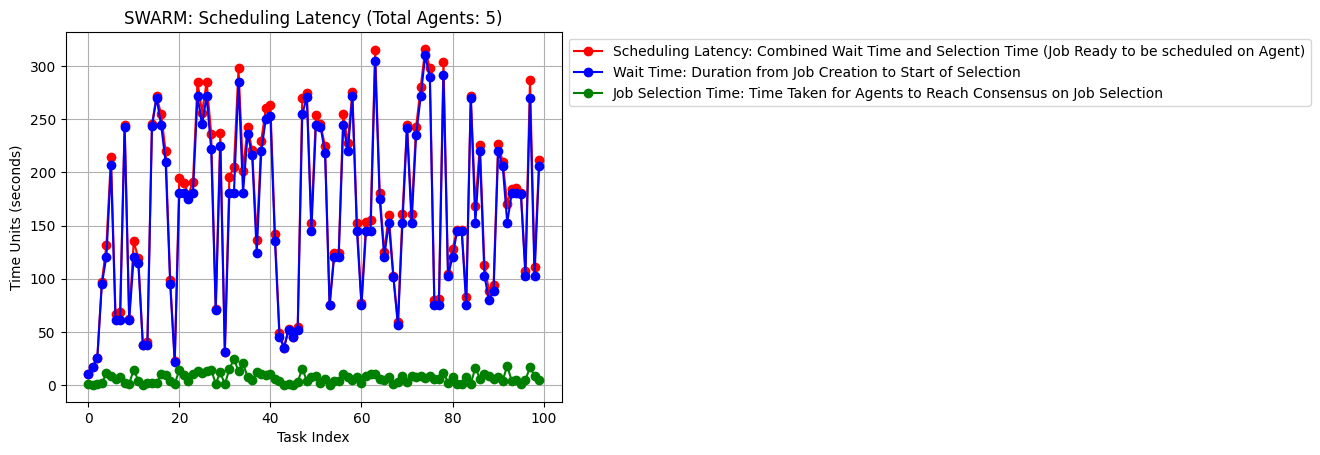 SWARM: Scheduling Latency (Total Agents: 5)
Scheduling Latency: Combined Wait Time and Selection Time (Job Ready to be scheduled on Agent)
Wait Time: Duration from Job Creation to Start of Selection
Job Selection Time: Time Taken for Agents to Reach Consensus on Job Selection
Time Units (seconds)
300
250
200
150
100
50
0
0 20 40 60 80 100
Task Index